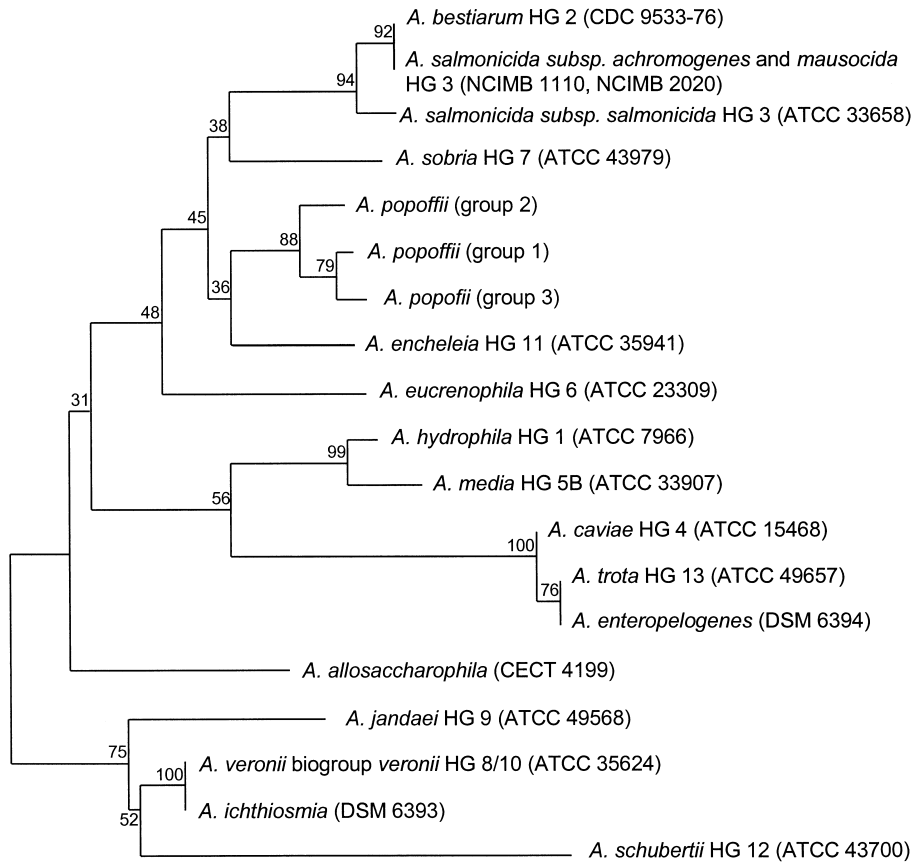 A. bestiarum HG 2 (CDC 9533-76)
92
A. salmonicida subsp. achromogenes and mausocida
HG 3 (NCIMB 1110, NCIMB 2020)
94
A. salmonicida subsp. salmonicida HG 3 (ATCC 33658)
38
A. sobria HG 7 (ATCC 43979)
A. popoffii (group 2)
45
88
A. popoffii (group 1)
79
36
A. popofii (group 3)
48
A. encheleia HG 11 (ATCC 35941)
A. eucrenophila HG 6 (ATCC 23309)
31
A. hydrophila HG 1 (ATCC 7966)
99
A. media HG 5B (ATCC 33907)
56
A. caviae HG 4 (ATCC 15468)
100
A. trota HG 13 (ATCC 49657)
76
A. enteropelogenes (DSM 6394)
A. allosaccharophila (CECT 4199)
A. jandaei HG 9 (ATCC 49568)
75
A. veronii biogroup veronii HG 8/10 (ATCC 35624)
100
A. ichthiosmia (DSM 6393)
52
A. schubertii HG 12 (ATCC 43700)